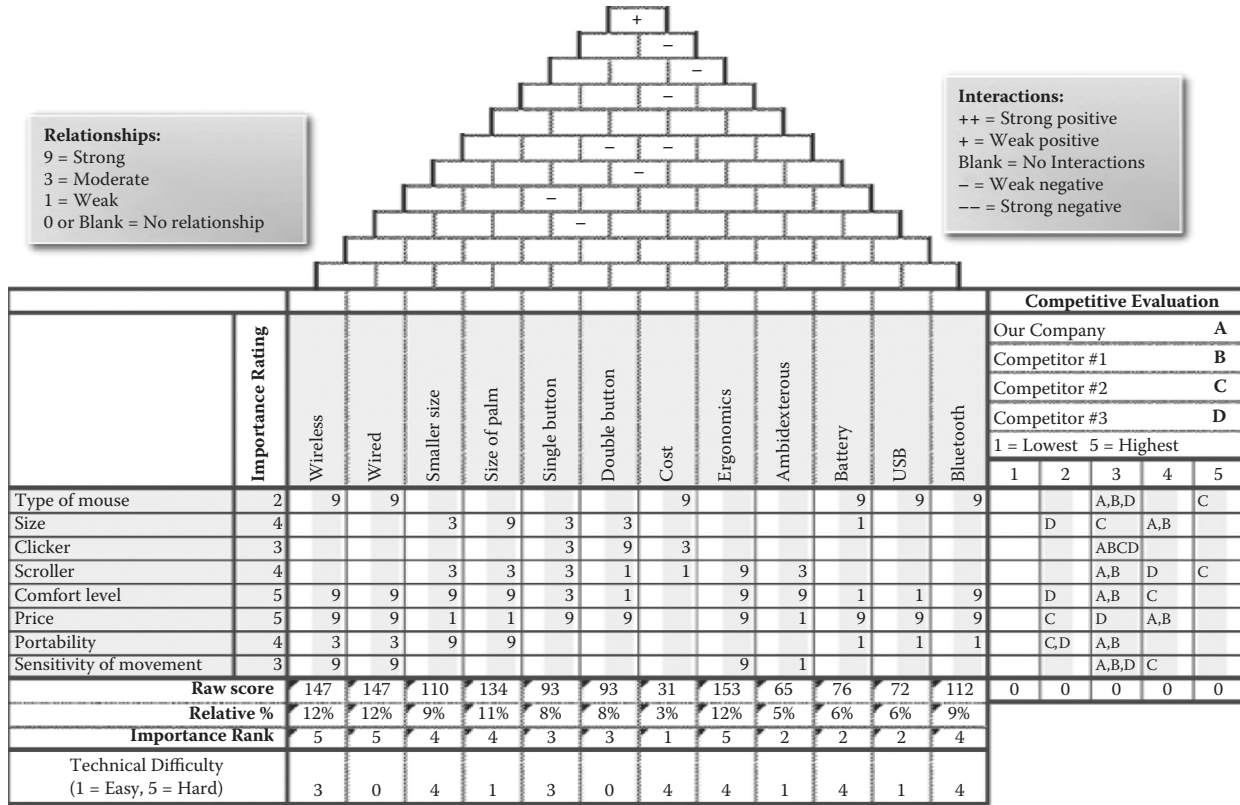 +
–
–
–
– –
–
–
–
Relationships:
9 = Strong
3 = Moderate
1 = Weak
0 or Blank = No relationship
Interactions:
++ = Strong positive
+ = Weak positive
Blank = No Interactions
– = Weak negative
–– = Strong negative
Importance Rating
Wireless
Wired
Smaller size
Size of palm
Single button
Double button
Cost
Ergonomics
Ambidexterous
Battery
USB
Bluetooth
Competitive Evaluation
Our Company A
Competitor #1 B
Competitor #2 C
Competitor #3 D
1 = Lowest 5 = Highest
1 2 3 4 5
Type of mouse 2 9 9 9 9 9 9 A,B,D C
Size 4 3 9 3 3 1 D C A,B
Clicker 3 3 9 3 ABCD
Scroller 4 3 3 3 1 1 9 3 A,B D C
Comfort level 5 9 9 9 9 3 1 9 9 1 1 9 D A,B C
Price 5 9 9 1 1 9 9 9 1 9 9 9 C D A,B
Portability 4 3 3 9 9 1 1 1 C,D A,B
Sensitivity of movement 3 9 9 9 1 A,B,D C
Raw score 147 147 110 134 93 93 31 153 65 76 72 112 0 0 0 0 0
Relative % 12% 12% 9% 11% 8% 8% 3% 12% 5% 6% 6% 9%
Importance Rank 5 5 4 4 3 3 1 5 2 2 2 4
Technical Difficulty
(1 = Easy, 5 = Hard) 3 0 4 1 3 0 4 4 1 4 1 4